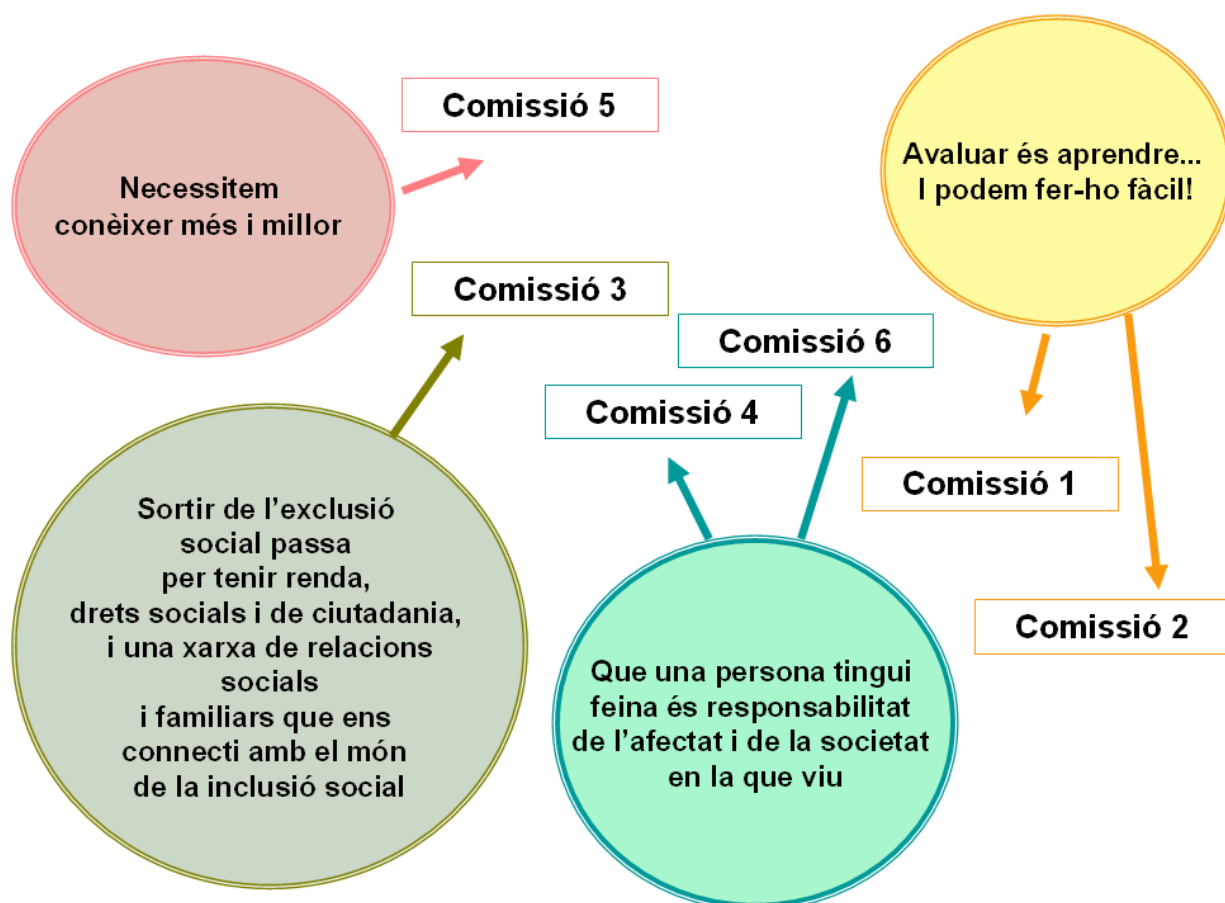 Comissió 5
Necessitem
conèixer més i millor
Avaluar és aprendre...
I podem fer-ho fàcil!
Comissió 3
Comissió 6
Comissió 4
Comissió 1
Comissió 2
Sortir de l’exclusió
social passa
per tenir renda,
drets socials i de ciutadania,
i una xarxa de relacions
socials
i familiars que ens
connecti amb el món
de la inclusió social
Que una persona tingui
feina és responsabilitat
de l’afectat i de la societat
en la que viu